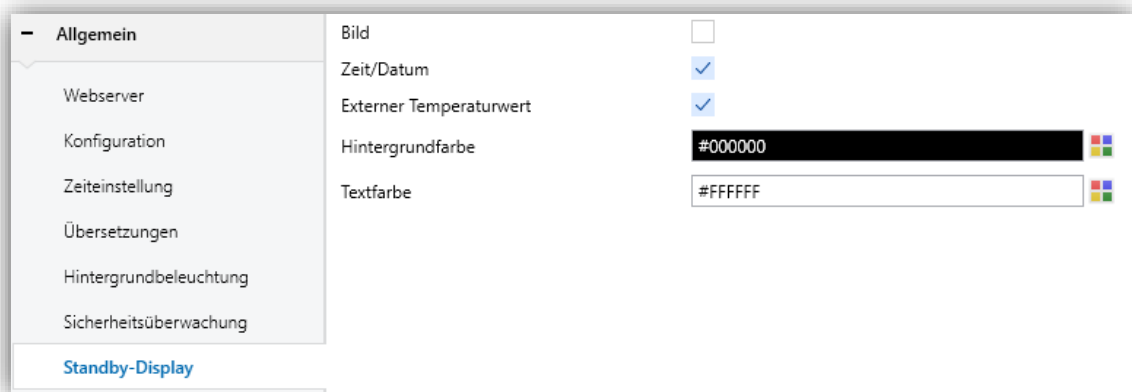 − Allgemein
Webserver
Konfiguration
Zeiteinstellung
Übersetzungen
Hintergrundbeleuchtung
Sicherheitsüberwachung
Standby-Display
Bild
Zeit/Datum
Externer Temperaturwert
Hintergrundfarbe #000000
Textfarbe #FFFFFF